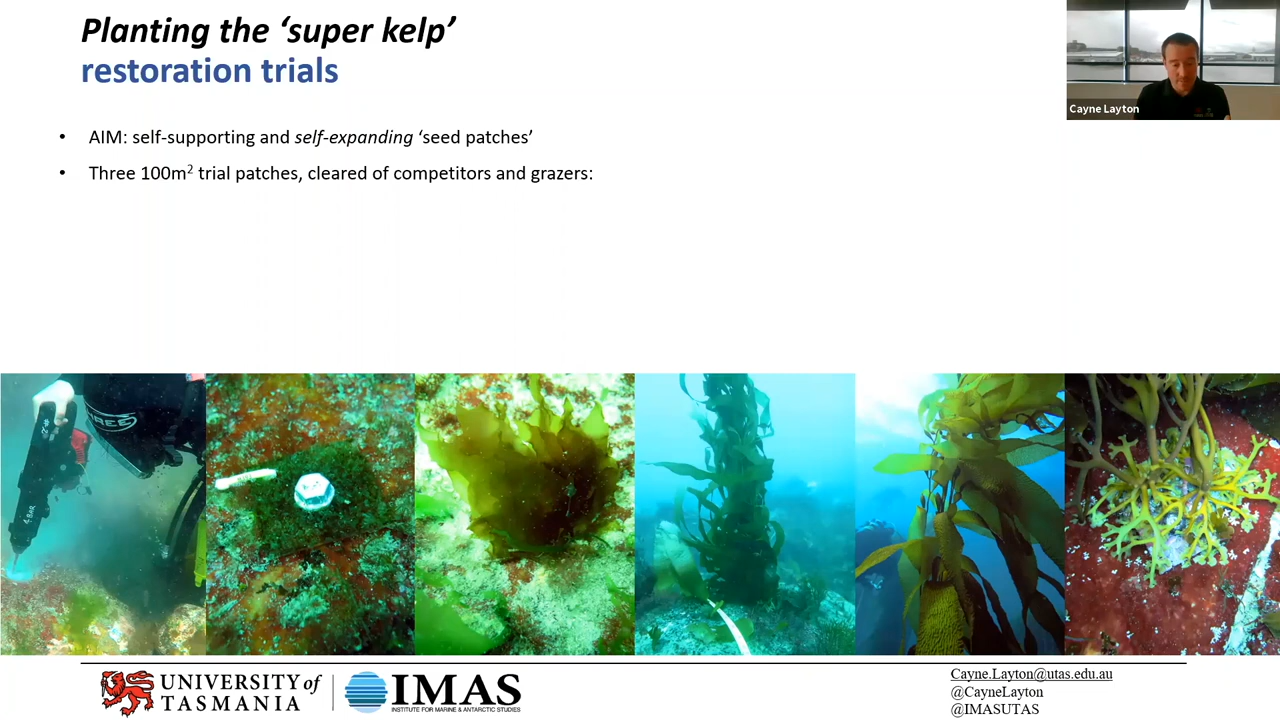 Planting the ‘super kelp’
restoration trials
Cayne Layton
• AIM: self-supporting and self-expanding ‘seed patches’
• Three 100m² trial patches, cleared of competitors and grazers:
UNIVERSITY of
TASMANIA
IMAS
INSTITUTE FOR MARINE & ANTARCTIC STUDIES
Cayne.Layton@utas.edu.au
@CayneLayton
@IMASUTAS